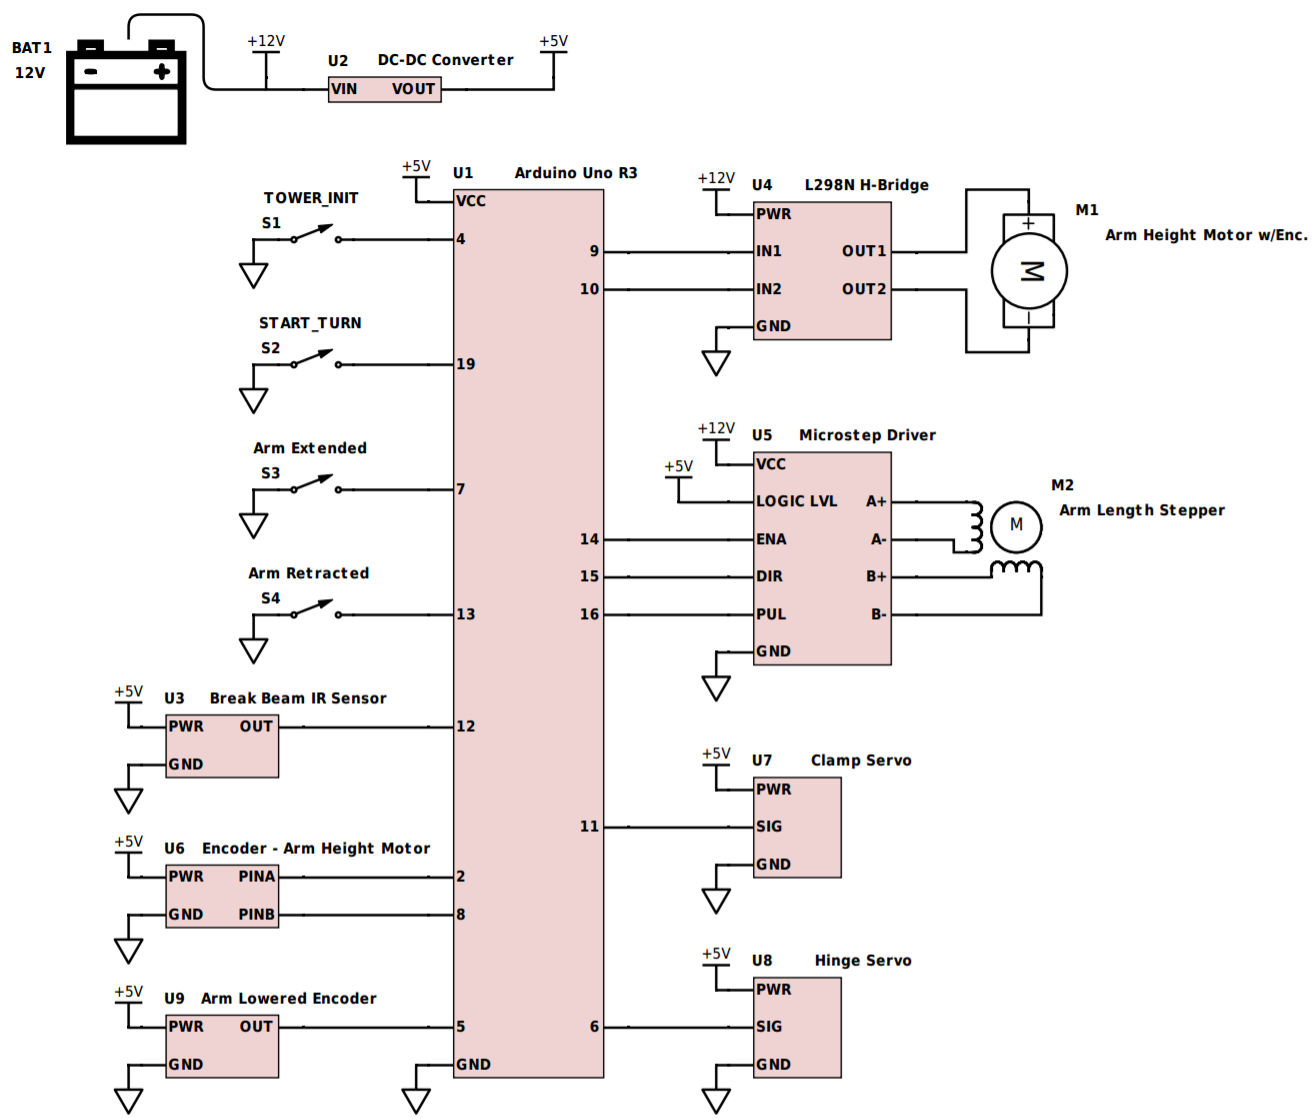 BAT1
12V
- +
+12V
U2 DC-DC Converter
VIN VOUT
+5V
+5V
U1 Arduino Uno R3
VCC
TOWER_INIT
S1
4
START_TURN
S2
19
Arm Extended
S3
7
Arm Retracted
S4
13
+5V
U3 Break Beam IR Sensor
PWR OUT
GND
12
+5V
U6 Encoder - Arm Height Motor
PWR PINA
GND PINB
2
8
+5V
U9 Arm Lowered Encoder
PWR OUT
GND
5
GND
9
10
14
15
16
11
6
+12V
U4 L298N H-Bridge
PWR
IN1 OUT1
IN2 OUT2
GND
M1
Arm Height Motor w/Enc.
+
M
-
+12V
+5V
U5 Microstep Driver
VCC
LOGIC LVL A+
ENA A-
DIR B+
PUL B-
GND
M2
Arm Length Stepper
M
+5V
U7 Clamp Servo
PWR
SIG
GND
+5V
U8 Hinge Servo
PWR
SIG
GND